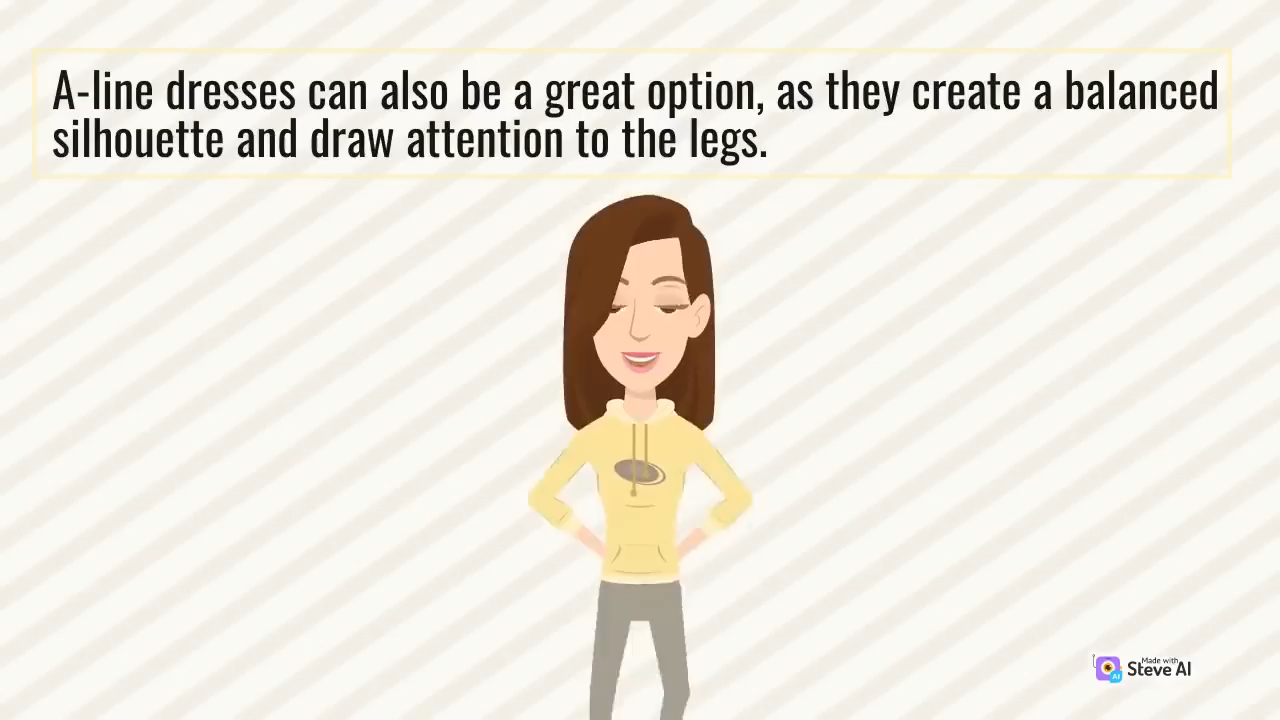 A-line dresses can also be a great option, as they create a balanced
silhouette and draw attention to the legs.
Made with
Steve AI
AI